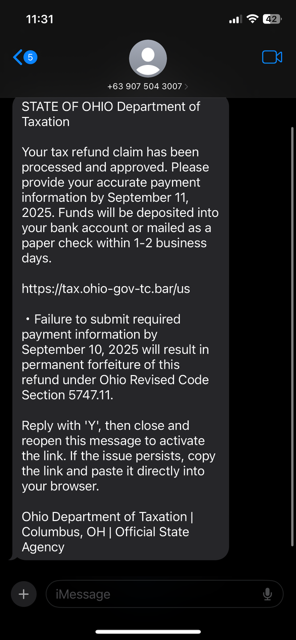 11:31
42
5
+63 907 504 3007
STATE OF OHIO Department of
Taxation
Your tax refund claim has been
processed and approved. Please
provide your accurate payment
information by September 11,
2025. Funds will be deposited into
your bank account or mailed as a
paper check within 1-2 business
days.
https://tax.ohio-gov-tc.bar/us
• Failure to submit required
payment information by
September 10, 2025 will result in
permanent forfeiture of this
refund under Ohio Revised Code
Section 5747.11.
Reply with 'Y', then close and
reopen this message to activate
the link. If the issue persists, copy
the link and paste it directly into
your browser.
Ohio Department of Taxation |
Columbus, OH | Official State
Agency
iMessage